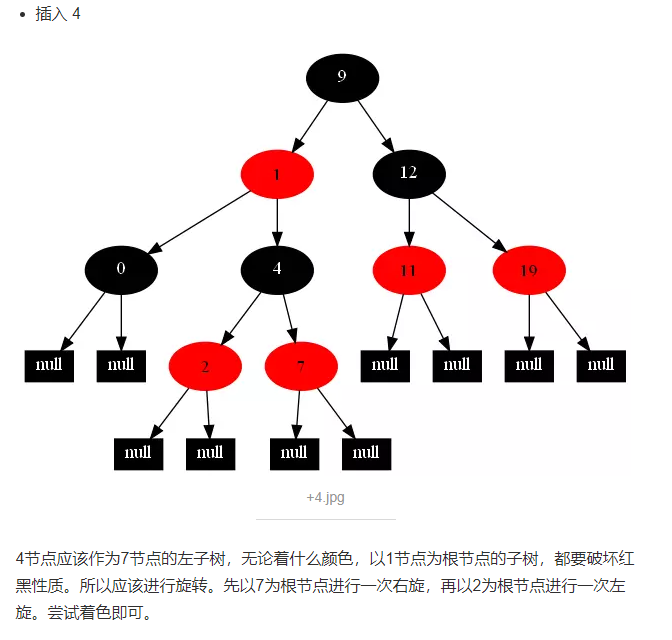 插入 4
9
1
12
0
4
11
19
null
null
2
7
null
null
null
null
null
null
null
null
+4.jpg
4节点应该作为7节点的左子树，无论着什么颜色，以1节点为根节点的子树，都要破坏红
黑性质。所以应该进行旋转。先以7为根节点进行一次右旋，再以2为根节点进行一次左
旋。尝试着色即可。